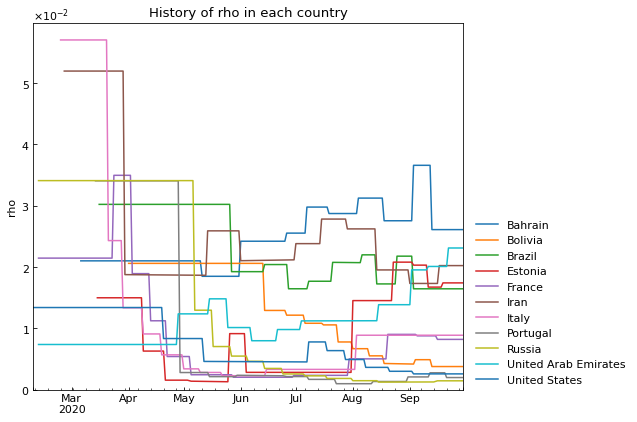 History of rho in each country
×10⁻²
5
4
3
2
1
0
rho
Mar
2020
Apr
May
Jun
Jul
Aug
Sep
Bahrain
Bolivia
Brazil
Estonia
France
Iran
Italy
Portugal
Russia
United Arab Emirates
United States